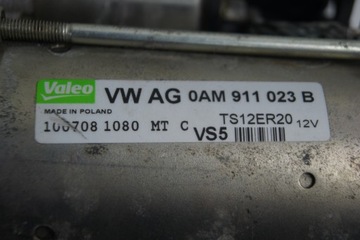 Valeo VW AG 0AM 911 023 B
MADE IN POLAND TS12ER20 12V
100708 1080 MT C VS5